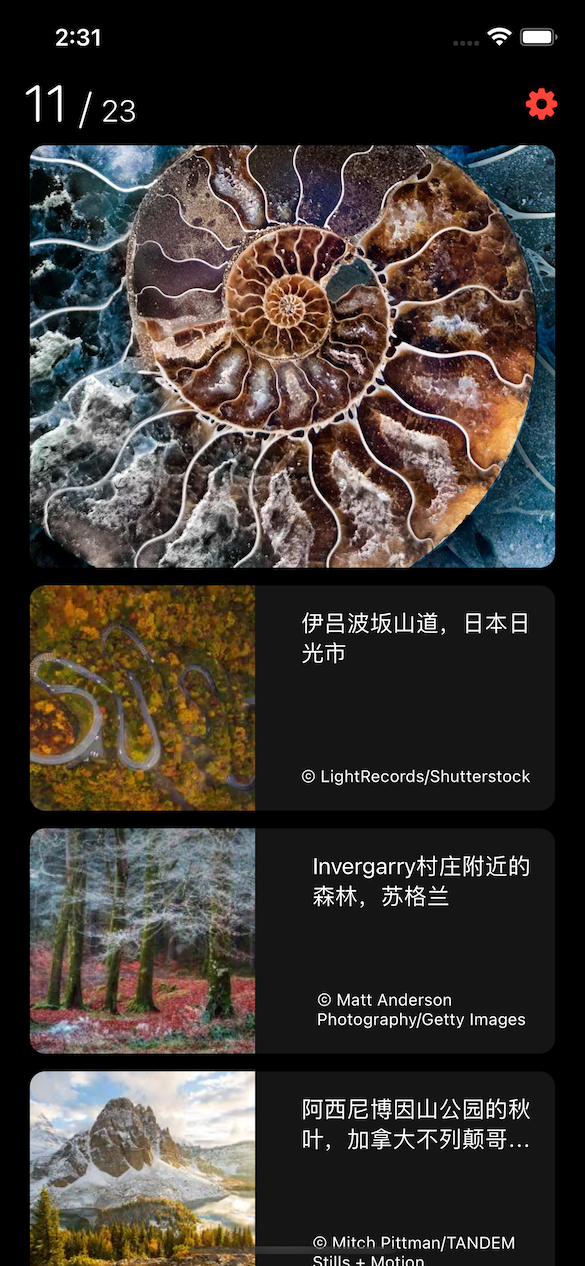 2:31
11 / 23
伊吕波坂山道，日本日
光市
© LightRecords/Shutterstock
Invergarry村庄附近的
森林，苏格兰
© Matt Anderson
Photography/Getty Images
阿西尼博因山公园的秋
叶，加拿大不列颠哥…
© Mitch Pittman/TANDEM
Stills + Motion